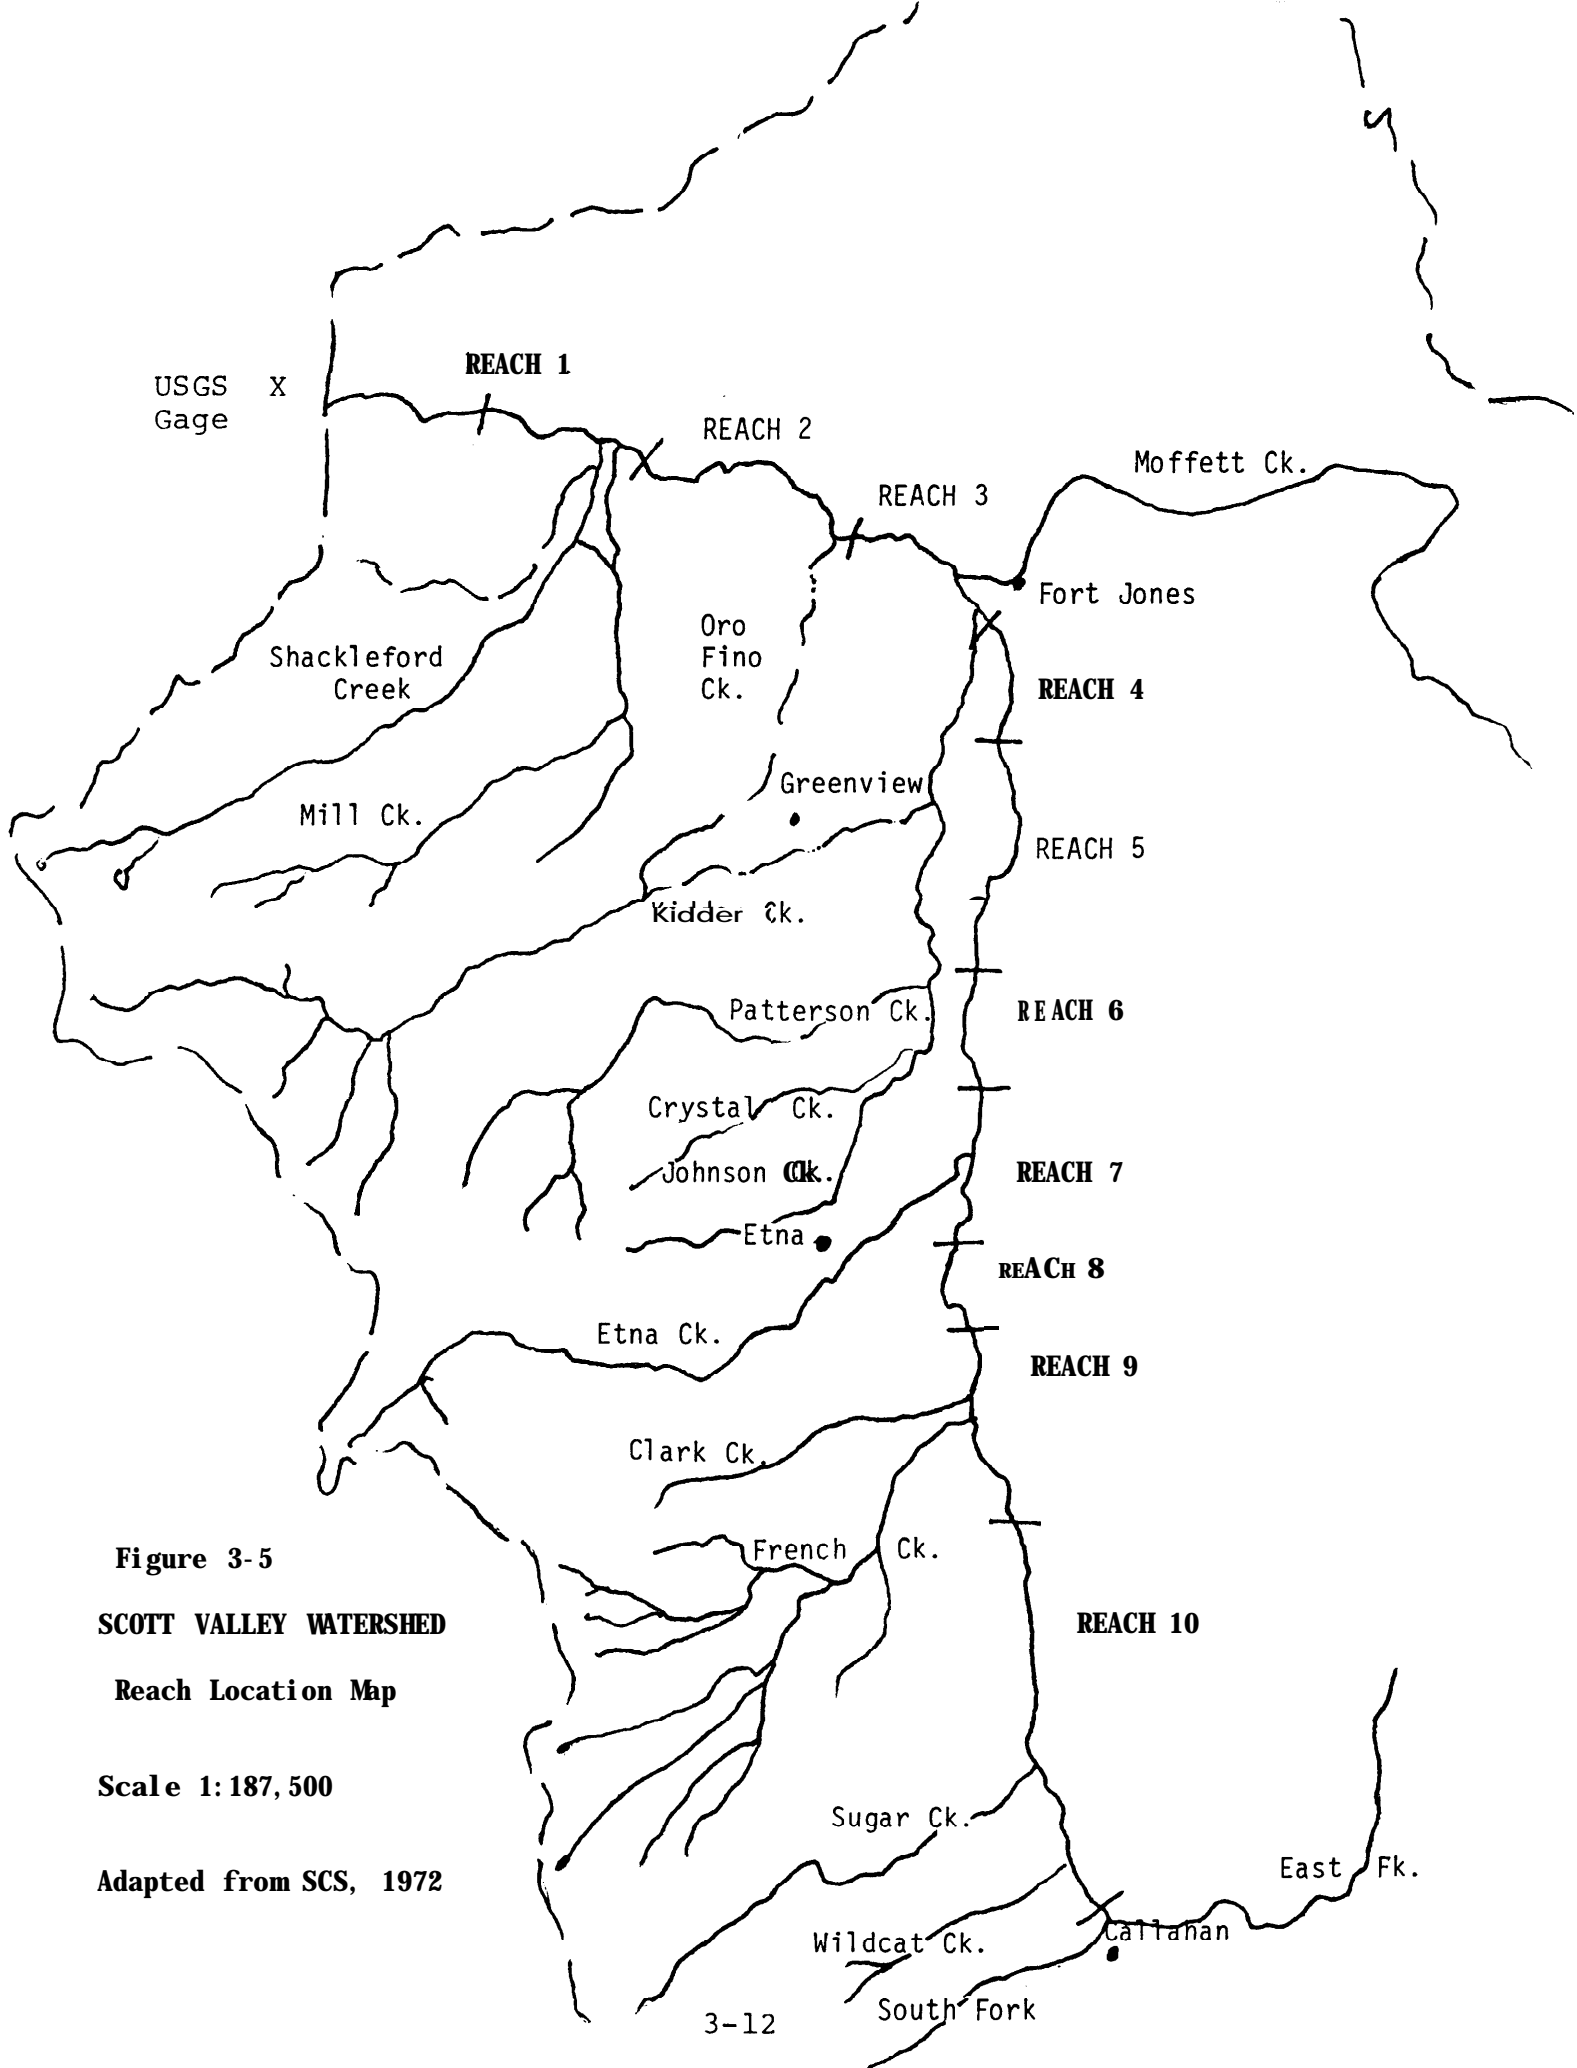 REACH 1
USGS X
Gage
REACH 2
Moffett Ck.
REACH 3
Fort Jones
Oro
Fino
Ck.
Shackleford
Creek
REACH 4
Greenview
Mill Ck.
REACH 5
Kidder Ck.
Patterson Ck.
REACH 6
Crystal Ck.
Johnson Ck.
REACH 7
Etna
REACH 8
Etna Ck.
REACH 9
Clark Ck.
French Ck.
Figure 3-5
SCOTT VALLEY WATERSHED
REACH 10
Reach Location Map
Scale 1:187,500
Sugar Ck.
East Fk.
Adapted from SCS, 1972
Callahan
Wildcat Ck.
South Fork
3-12